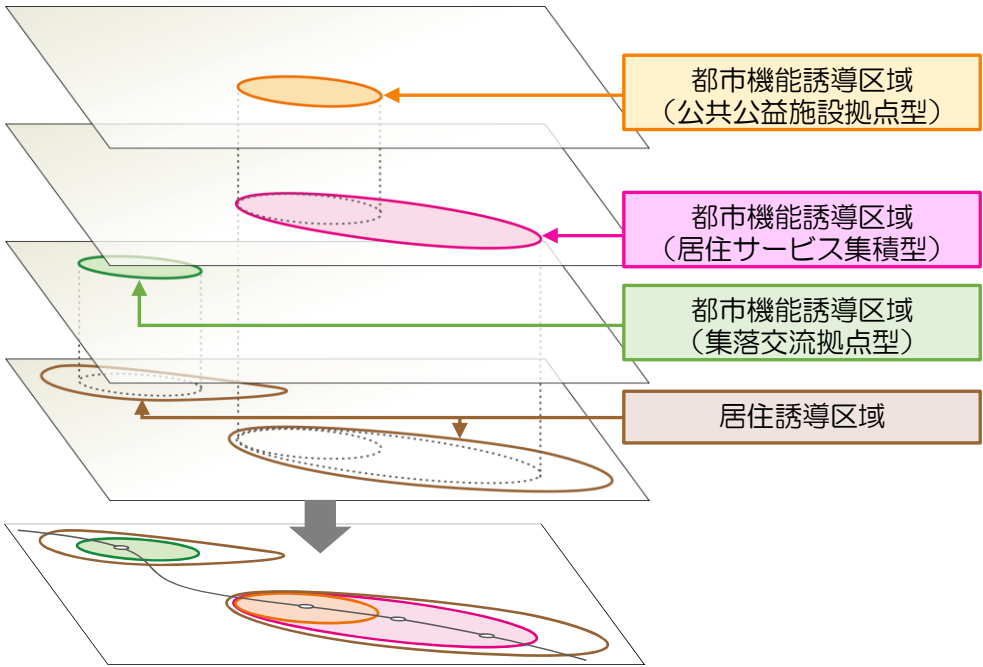 都市機能誘導区域
（公共公益施設拠点型）
都市機能誘導区域
（居住サービス集積型）
都市機能誘導区域
（集落交流拠点型）
居住誘導区域